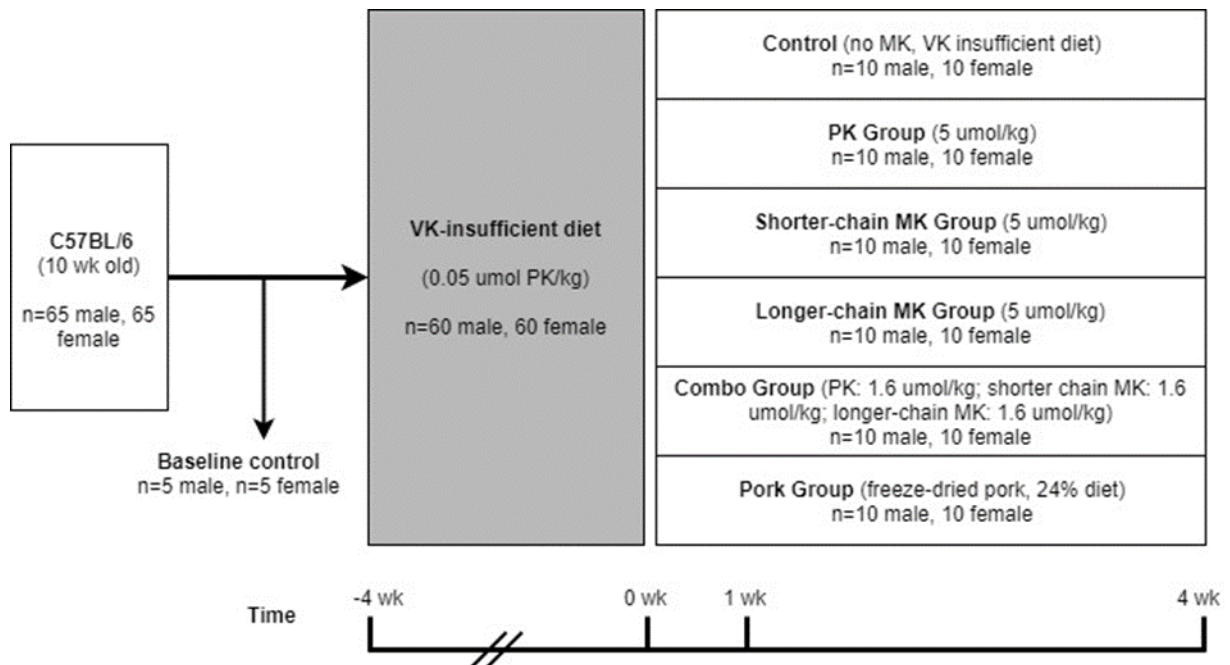 C57BL/6
(10 wk old)
n=65 male, 65
female
Baseline control
n=5 male, n=5 female
VK-insufficient diet
(0.05 umol PK/kg)
n=60 male, 60 female
Control (no MK, VK insufficient diet)
n=10 male, 10 female
PK Group (5 umol/kg)
n=10 male, 10 female
Shorter-chain MK Group (5 umol/kg)
n=10 male, 10 female
Longer-chain MK Group (5 umol/kg)
n=10 male, 10 female
Combo Group (PK: 1.6 umol/kg; shorter chain MK: 1.6
umol/kg; longer-chain MK: 1.6 umol/kg)
n=10 male, 10 female
Pork Group (freeze-dried pork, 24% diet)
n=10 male, 10 female
Time
-4 wk
0 wk
1 wk
4 wk